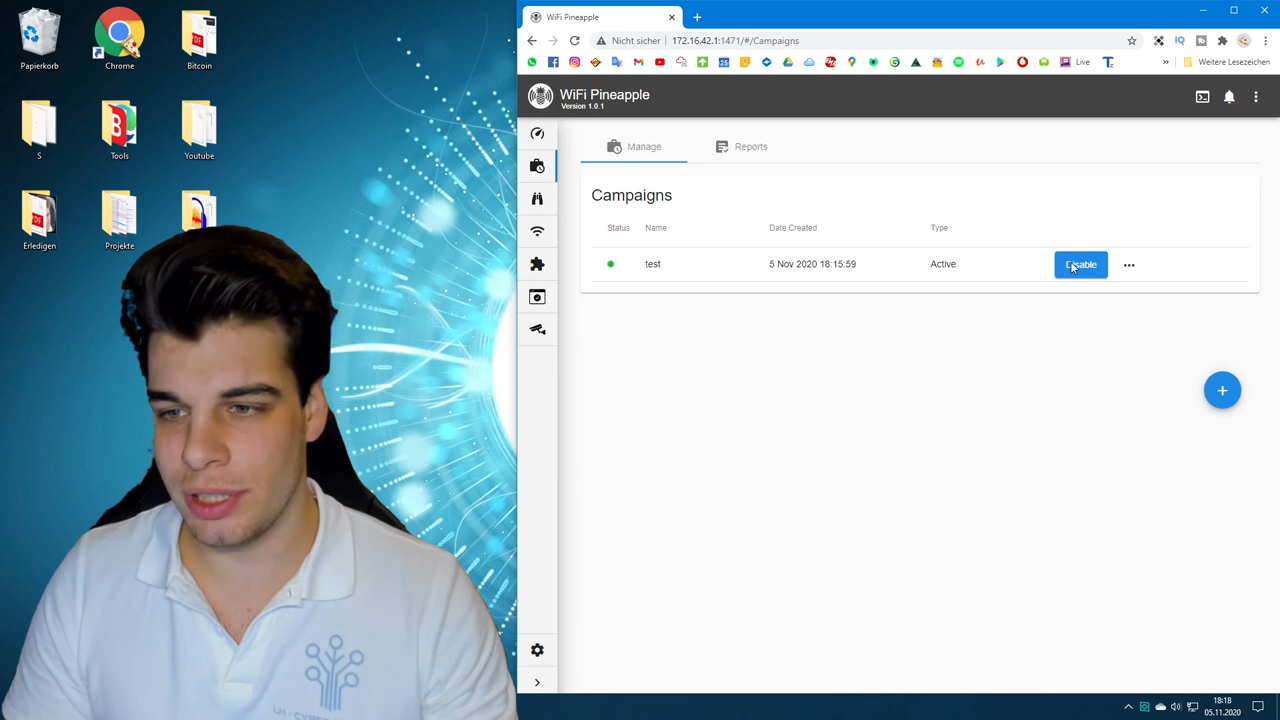 Papierkorb
Chrome
Bitcoin
S
Tools
Youtube
Erledigen
Projekte
WiFi Pineapple
Nicht sicher
172.16.42.1:1471/#/Campaigns
Live
»
Weitere Lesezeichen
WiFi Pineapple
Version 1.0.1
Manage
Reports
Campaigns
Status Name Date Created Type
test 5 Nov 2020 18:15:59 Active Disable
18:18
05.11.2020